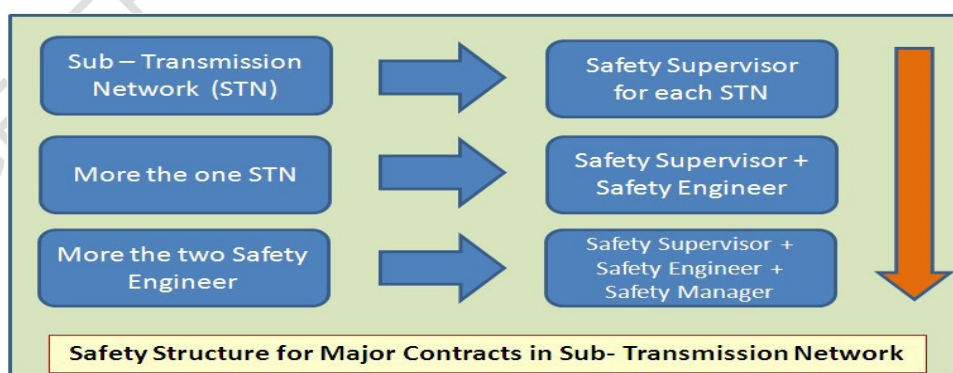 Sub – Transmission
Network (STN)
Safety Supervisor
for each STN
More the one STN
Safety Supervisor +
Safety Engineer
More the two Safety
Engineer
Safety Supervisor +
Safety Engineer +
Safety Manager
Safety Structure for Major Contracts in Sub- Transmission Network